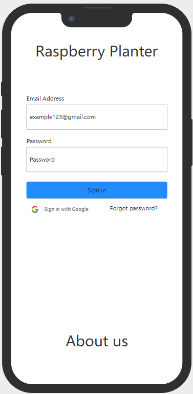 Raspberry Planter
Email Address
example123@gmail.com
Password
Password
Sign in
Sign in with Google Forgot password?
About us